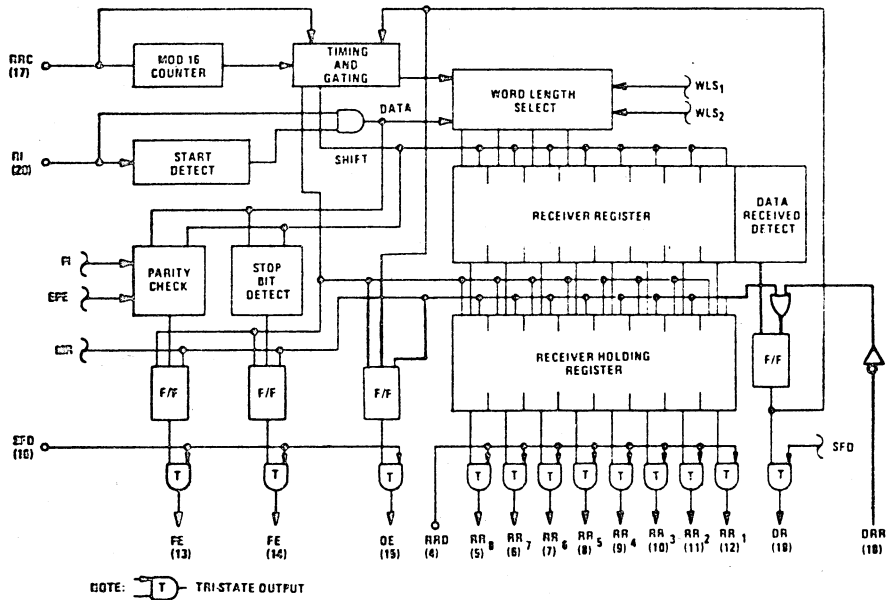 RRC
(17)
MOD 16
COUNTER
TIMING
AND
GATING
WORD LENGTH
SELECT
WLS1
WLS2
DATA
RI
(20)
START
DETECT
SHIFT
RECEIVER REGISTER
DATA
RECEIVED
DETECT
PI
EPE
PARITY
CHECK
STOP
BIT
DETECT
F/F
F/F
F/F
RECEIVER HOLDING
REGISTER
F/F
SFD
(16)
T
T
T
T
T
T
T
T
T
T
T
T
SFD
FE
(14)
OE
(15)
RRD
(4)
RR8
(5)
RR7
(6)
RR6
(7)
RR5
(8)
RR4
(9)
RR3
(10)
RR2
(11)
RR1
(12)
DR
(19)
DRR
(18)
(13)
NOTE: T TRI-STATE OUTPUT